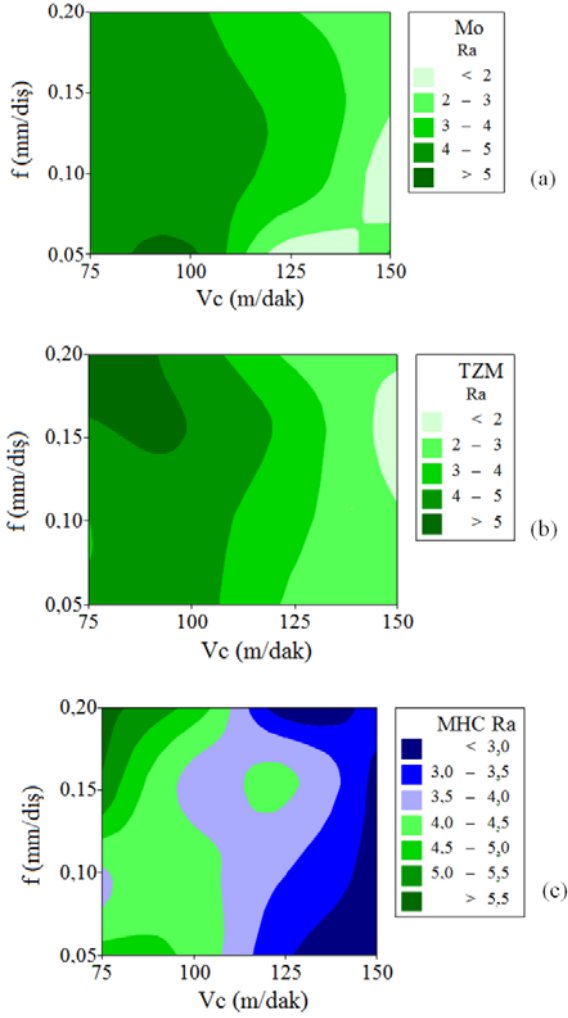 Mo
Ra
< 2
2 – 3
3 – 4
4 – 5
> 5
(a)
0,20
0,15
0,10
0,05
f (mm/diş)
75
100
125
150
Vc (m/dak)
TZM
Ra
< 2
2 – 3
3 – 4
4 – 5
> 5
(b)
0,20
0,15
0,10
0,05
f (mm/diş)
75
100
125
150
Vc (m/dak)
MHC Ra
< 3,0
3.0 – 3,5
3.5 – 4,0
4.0 – 4,5
4.5 – 5,0
5.0 – 5,5
> 5,5
(c)
0,20
0,15
0,10
0,05
f (mm/diş)
75
100
125
150
Vc (m/dak)